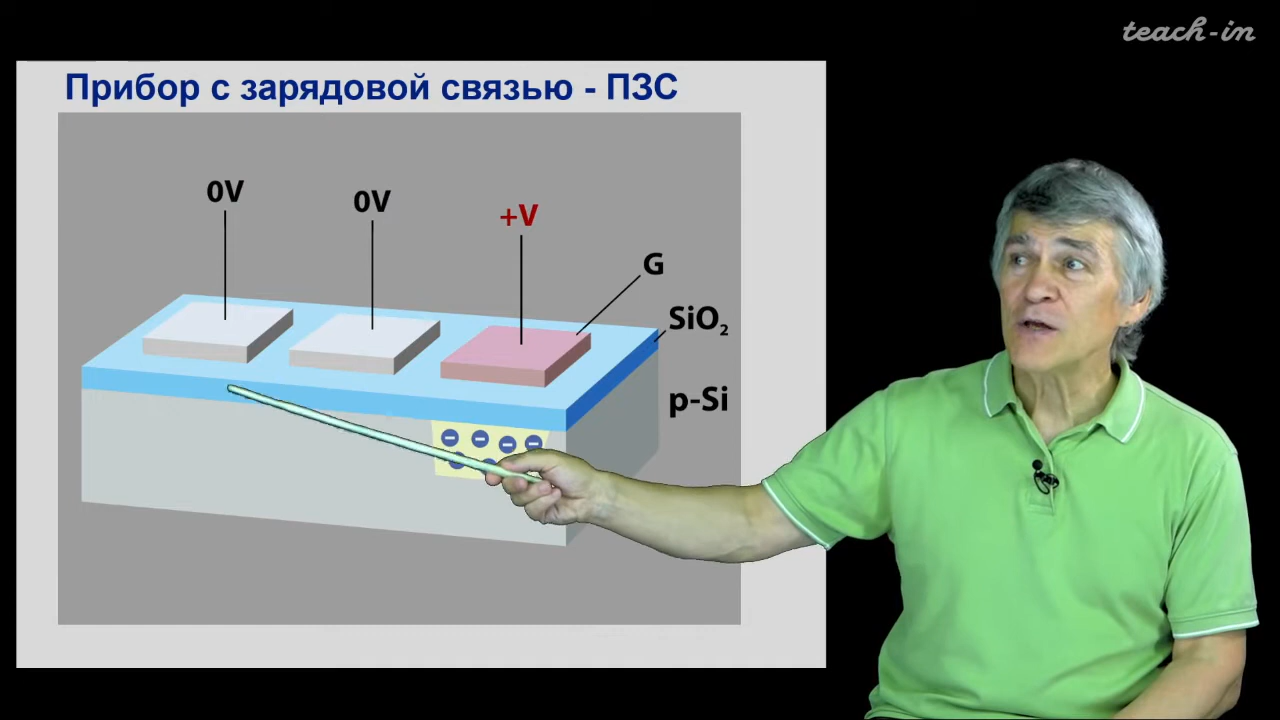 teach-in
Прибор с зарядовой связью - ПЗС
0V
0V
+V
G
SiO₂
p-Si